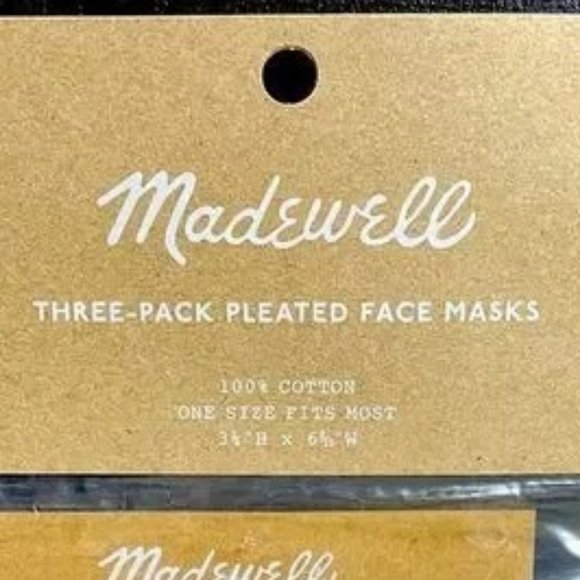 Madewell
THREE-PACK PLEATED FACE MASKS
100% COTTON
ONE SIZE FITS MOST
Madewell